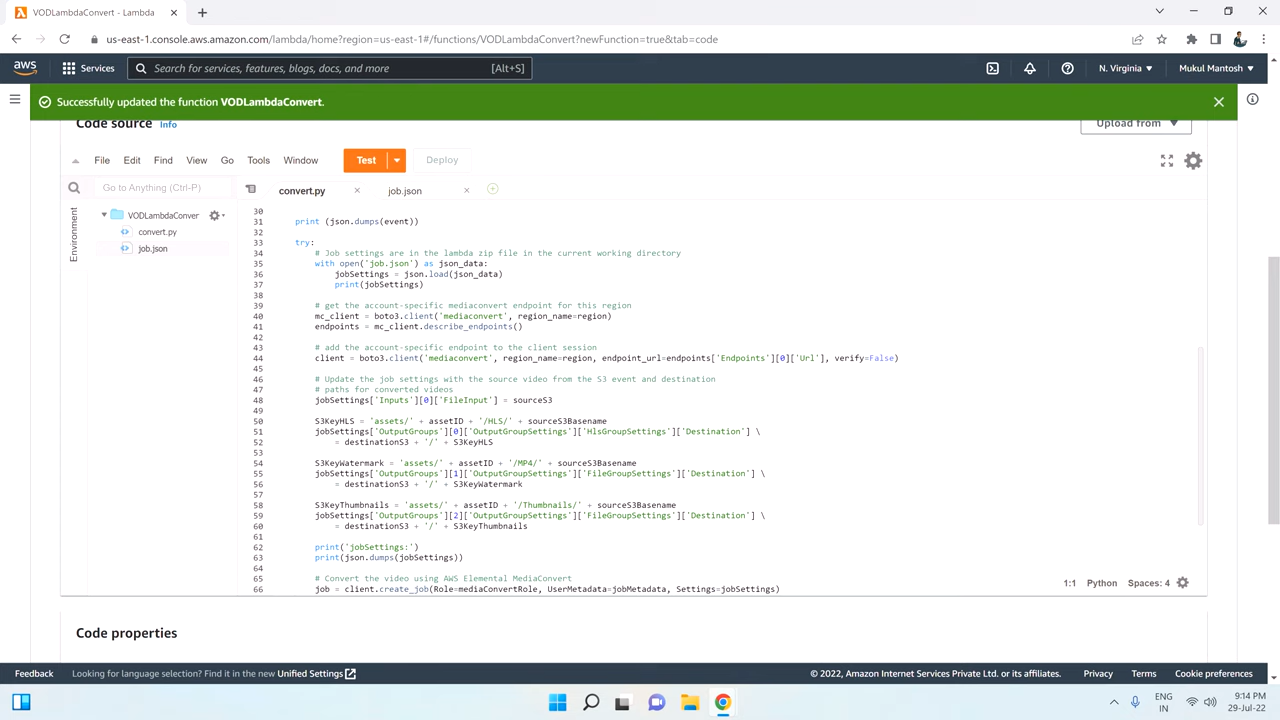 VODLambdaConvert - Lambda
us-east-1.console.aws.amazon.com/lambda/home?region=us-east-1#/functions/VODLambdaConvert?newFunction=true&tab=code
aws Services Search for services, features, blogs, docs, and more [Alt+S] N. Virginia Mukul Mantosh
Successfully updated the function VODLambdaConvert.
Code source Info Upload from
File Edit Find View Go Tools Window Test Deploy
Go to Anything (Ctrl-P) convert.py job.json
Environment
VODLambdaConver
convert.py
job.json
30
31 print (json.dumps(event))
32
33 try:
34 # Job settings are in the lambda zip file in the current working directory
35 with open('job.json') as json_data:
36 jobSettings = json.load(json_data)
37 print(jobSettings)
38
39 # get the account-specific mediaconvert endpoint for this region
40 mc_client = boto3.client('mediaconvert', region_name=region)
41 endpoints = mc_client.describe_endpoints()
42
43 # add the account-specific endpoint to the client session
44 client = boto3.client('mediaconvert', region_name=region, endpoint_url=endpoints['Endpoints'][0]['Url'], verify=False)
45
46 # Update the job settings with the source video from the S3 event and destination
47 # paths for converted videos
48 jobSettings['Inputs'][0]['FileInput'] = sourceS3
49
50 S3KeyHLS = 'assets/' + assetID + '/HLS/' + sourceS3Basename
51 jobSettings['OutputGroups'][0]['OutputGroupSettings']['HlsGroupSettings']['Destination'] \
52 = destinationS3 + '/' + S3KeyHLS
53
54 S3KeyWatermark = 'assets/' + assetID + '/MP4/' + sourceS3Basename
55 jobSettings['OutputGroups'][1]['OutputGroupSettings']['FileGroupSettings']['Destination'] \
56 = destinationS3 + '/' + S3KeyWatermark
57
58 S3KeyThumbnails = 'assets/' + assetID + '/Thumbnails/' + sourceS3Basename
59 jobSettings['OutputGroups'][2]['OutputGroupSettings']['FileGroupSettings']['Destination'] \
60 = destinationS3 + '/' + S3KeyThumbnails
61
62 print('jobSettings:')
63 print(json.dumps(jobSettings))
64
65 # Convert the video using AWS Elemental MediaConvert
66 job = client.create_job(Role=mediaConvertRole, UserMetadata=jobMetadata, Settings=jobSettings)
1:1 Python Spaces: 4
Code properties
Feedback Looking for language selection? Find it in the new Unified Settings © 2022, Amazon Internet Services Private Ltd. or its affiliates. Privacy Terms Cookie preferences
ENG
IN
9:14 PM
29-Jul-22